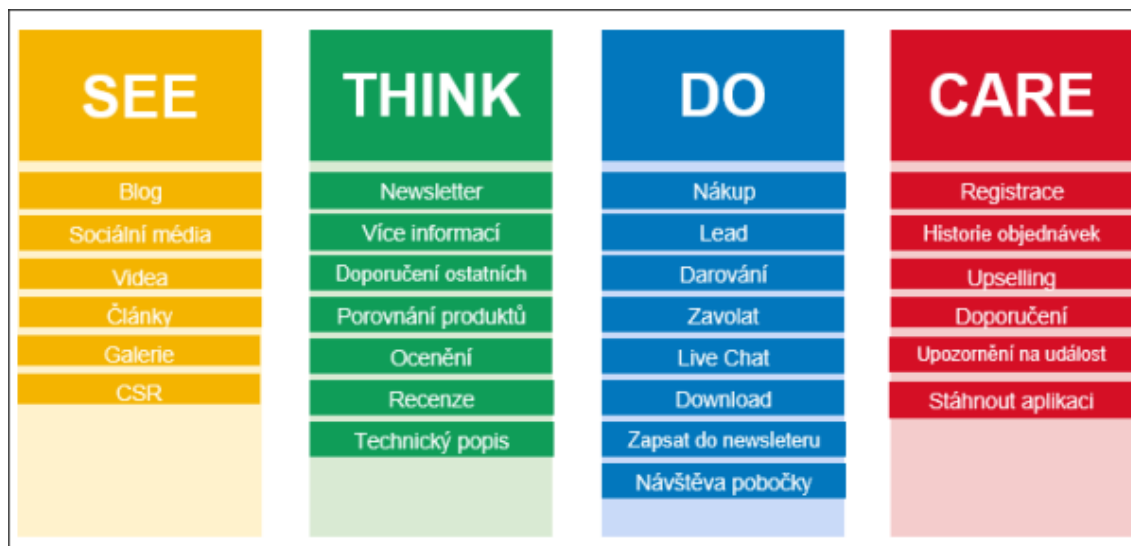 SEE
Blog
Sociální média
Videa
Články
Galerie
CSR
THINK
Newsletter
Více informací
Doporučení ostatních
Porovnání produktů
Ocenění
Recenze
Technický popis
DO
Nákup
Lead
Darování
Zavolat
Live Chat
Download
Zapsat do newsleteru
Návštěva pobočky
CARE
Registrace
Historie objednávek
Upselling
Doporučení
Upozornění na událost
Stáhnout aplikaci